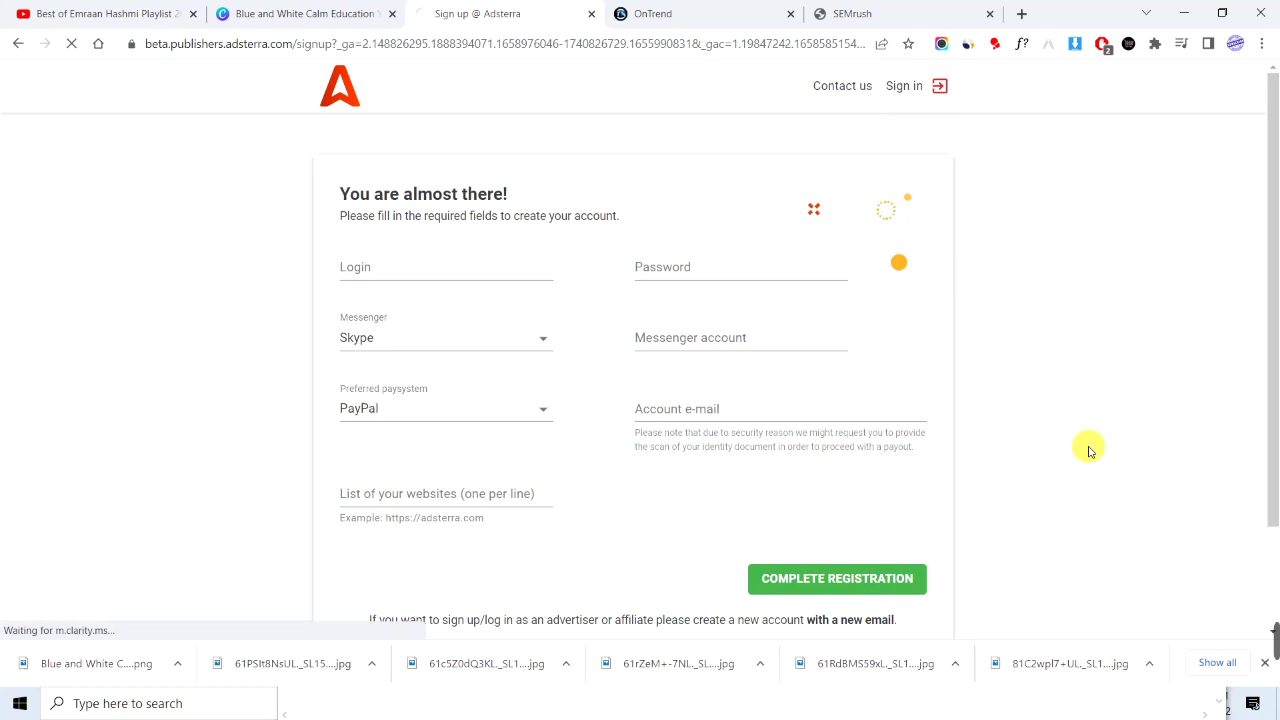 Best of Emraan Hashmi Playlist 2
Blue and White Calm Education
Sign up @ Adsterra
OnTrend
SEMrush
beta.publishers.adsterra.com/signup?_ga=2.148836295.1888394071.1658976046-1740826729.1655990831&_gac=1.19847242.1658585154...
f?
2
Contact us
Sign in
You are almost there!
Please fill in the required fields to create your account.
Login
Password
Messenger
Skype
Messenger account
Preferred paysystem
PayPal
Account e-mail
Please note that due to security reason we might request you to provide
the scan of your identity document in order to proceed with a payout.
List of your websites (one per line)
Example: https://adsterra.com
COMPLETE REGISTRATION
If you want to sign up/log in as an advertiser or affiliate please create a new account with a new email.
Waiting for m.clarity.ms...
Blue and White C....png
61PSIt8NsUL._SL15....jpg
61c5Z0dQ3KL._SL1....jpg
61rZeM+-7NL._SL....jpg
61RdBMS59xL._SL1....jpg
81C2wpl7+UL._SL1....jpg
Show all
Type here to search